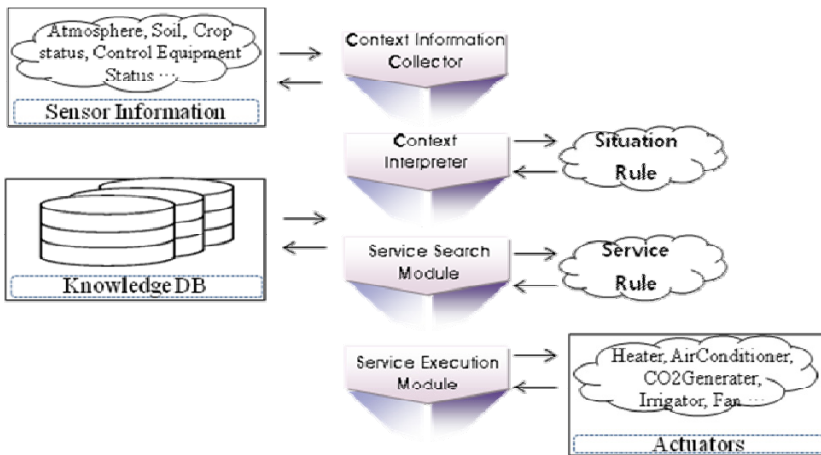 Atmosphere, Soil, Crop
status, Control Equipment
Status ...
Sensor Information
Context Information
Collector
Context
Interpreter
Situation
Rule
Knowledge DB
Service Search
Module
Service
Rule
Service Execution
Module
Heater, AirConditioner,
CO2Generater,
Irrigator, Fan ...
Actuators